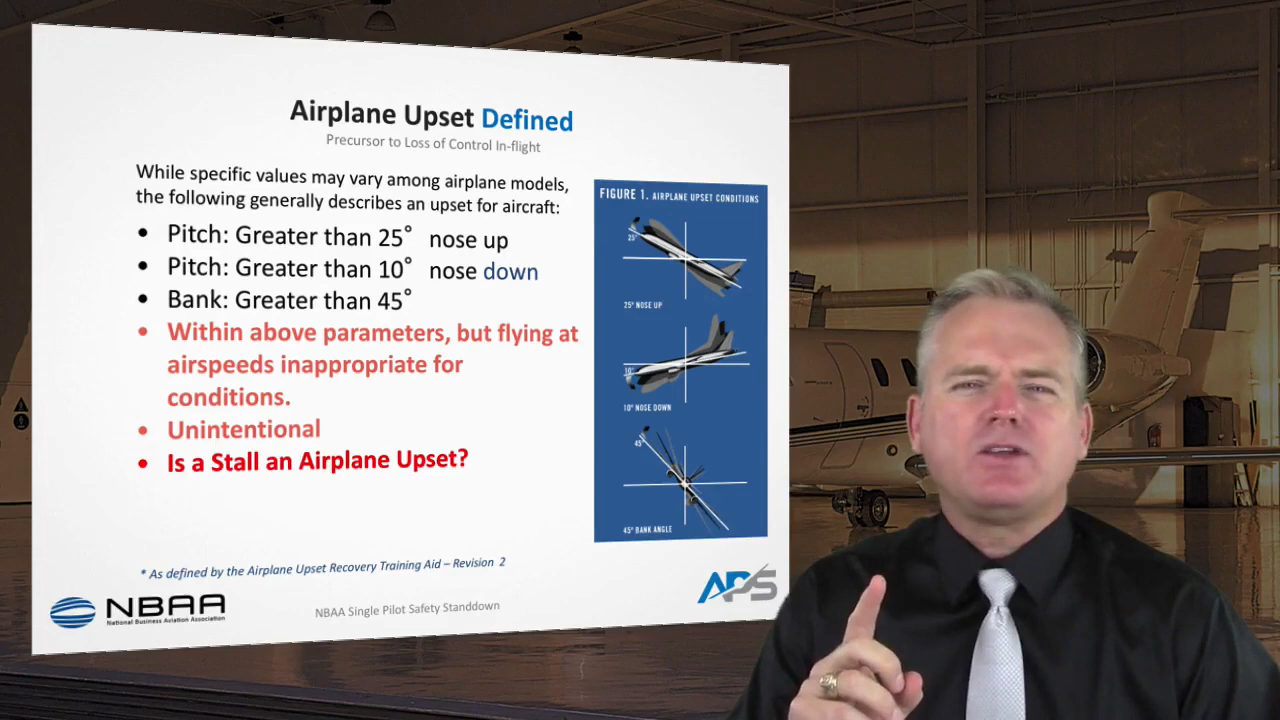 Airplane Upset Defined
Precursor to Loss of Control In-flight
While specific values may vary among airplane models,
the following generally describes an upset for aircraft:
• Pitch: Greater than 25° nose up
• Pitch: Greater than 10° nose down
• Bank: Greater than 45°
• Within above parameters, but flying at
airspeeds inappropriate for
conditions.
• Unintentional
• Is a Stall an Airplane Upset?
* As defined by the Airplane Upset Recovery Training Aid – Revision 2
NBAA
National Business Aviation Association
NBAA Single Pilot Safety Standdown
APS
FIGURE 1. AIRPLANE UPSET CONDITIONS
25°
25° NOSE UP
10°
10° NOSE DOWN
45°
45° BANK ANGLE